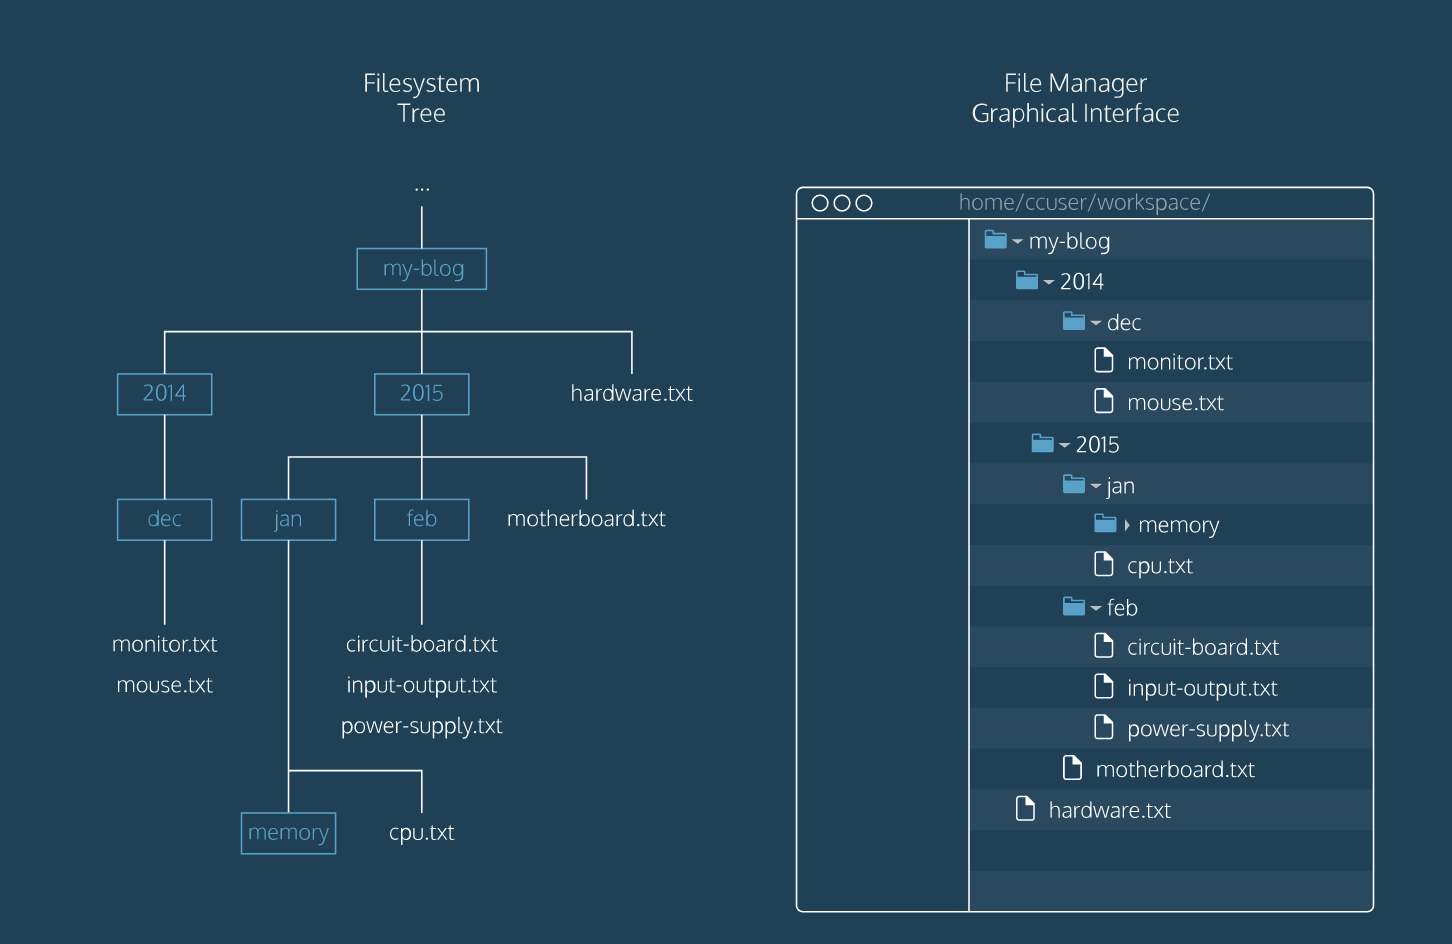 Filesystem
Tree
...
my-blog
2014
2015
hardware.txt
dec
jan
feb
motherboard.txt
monitor.txt
mouse.txt
circuit-board.txt
input-output.txt
power-supply.txt
memory
cpu.txt
File Manager
Graphical Interface
home/ccuser/workspace/
my-blog
2014
dec
monitor.txt
mouse.txt
2015
jan
memory
cpu.txt
feb
circuit-board.txt
input-output.txt
power-supply.txt
motherboard.txt
hardware.txt